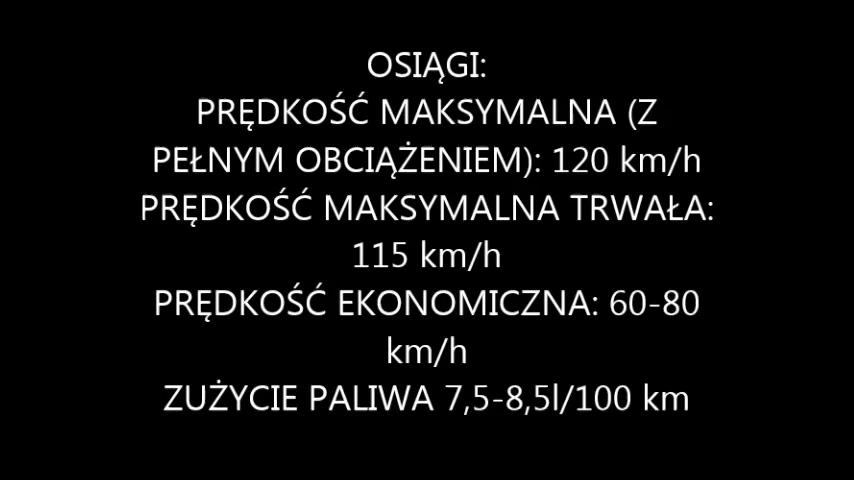 OSIĄGI:
PRĘDKOŚĆ MAKSYMALNA (Z
PEŁNYM OBCIĄŻENIEM): 120 km/h
PRĘDKOŚĆ MAKSYMALNA TRWAŁA:
115 km/h
PRĘDKOŚĆ EKONOMICZNA: 60-80
km/h
ZUŻYCIE PALIWA 7,5-8,5l/100 km